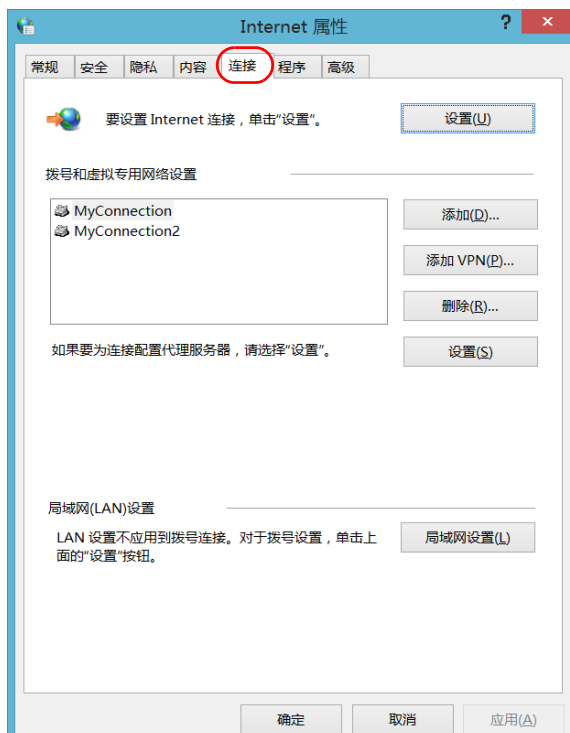 Internet 属性
?
常规 安全 隐私 内容 连接 程序 高级
要设置 Internet 连接，单击"设置"。
设置(U)
拨号和虚拟专用网络设置
MyConnection
MyConnection2
添加(D)...
添加 VPN(P)...
删除(R)...
如果要为连接配置代理服务器，请选择"设置"。
设置(S)
局域网(LAN)设置
LAN 设置不应用到拨号连接。对于拨号设置，单击上
面的"设置"按钮。
局域网设置(L)
确定 取消 应用(A)